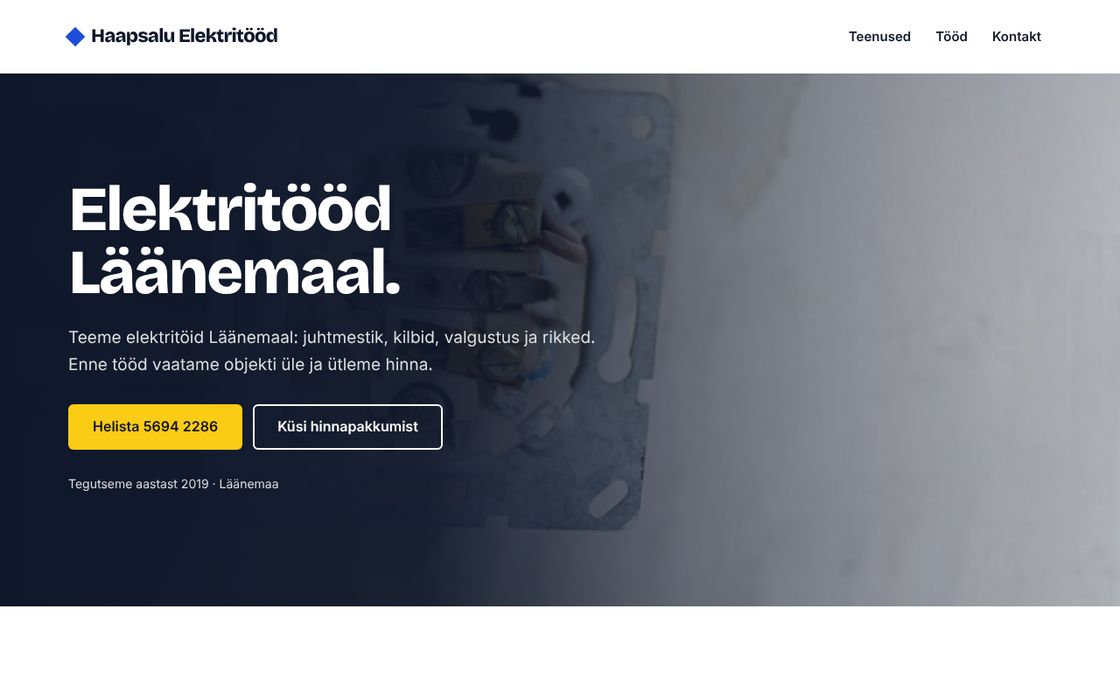 Haapsalu Elektritööd
Teenused Tööd Kontakt
Elektritööd
Läänemaal.
Teeme elektritöid Läänemaal: juhtmestik, kilbid, valgustus ja rikked.
Enne tööd vaatame objekti üle ja ütleme hinna.
Helista 5694 2286
Küsi hinnapakkumist
Tegutseme aastast 2019 · Läänemaa